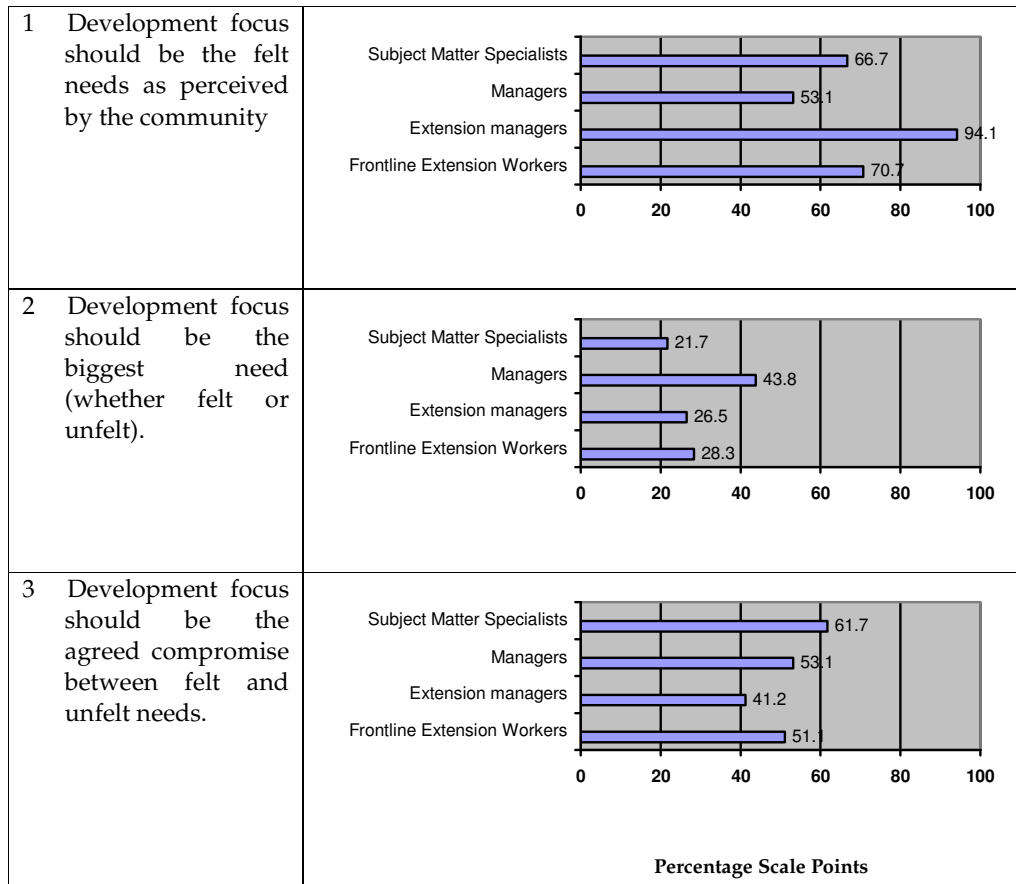 1 Development focus
should be the felt
needs as perceived
by the community
Subject Matter Specialists 66.7
Managers 53.1
Extension managers 94.1
Frontline Extension Workers 70.7
0 20 40 60 80 100
2 Development focus
should be the
biggest need
(whether felt or
unfelt).
Subject Matter Specialists 21.7
Managers 43.8
Extension managers 26.5
Frontline Extension Workers 28.3
0 20 40 60 80 100
3 Development focus
should be the
agreed compromise
between felt and
unfelt needs.
Subject Matter Specialists 61.7
Managers 53.1
Extension managers 41.2
Frontline Extension Workers 51.1
0 20 40 60 80 100
Percentage Scale Points